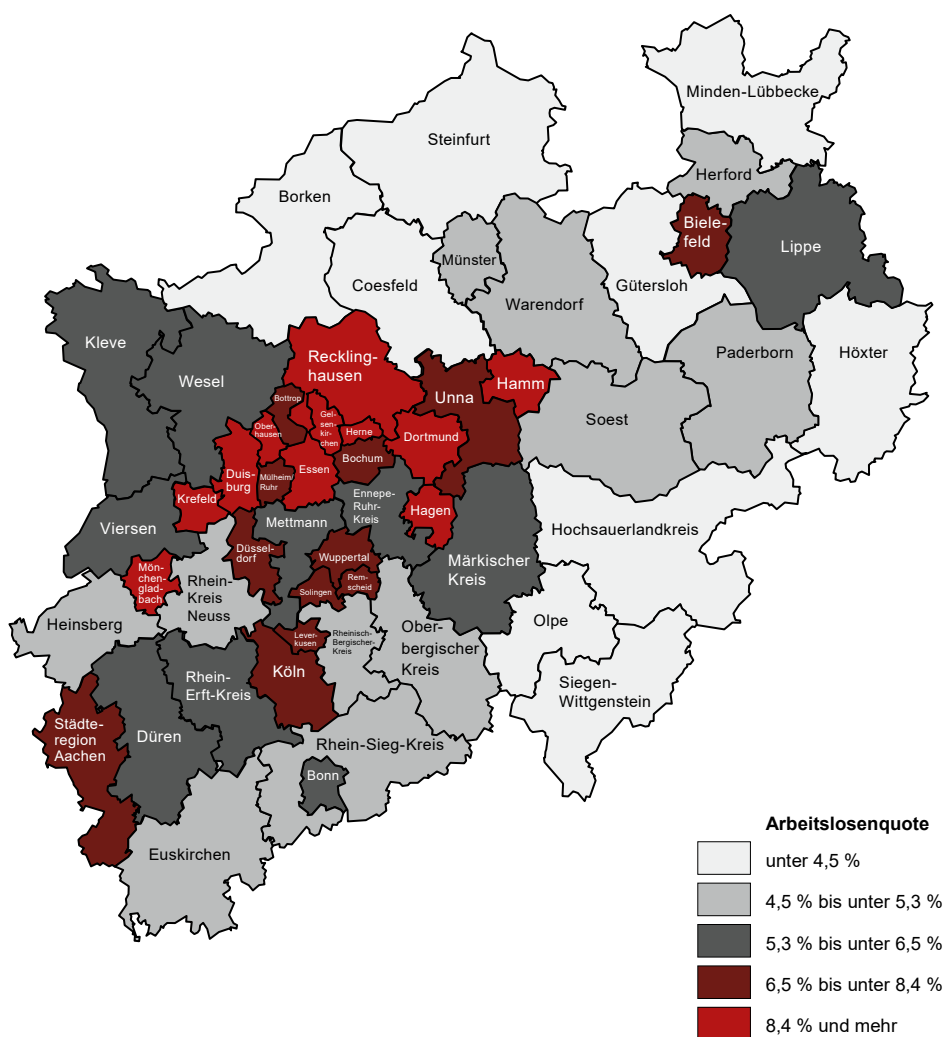 Minden-Lübbecke
Steinfurt
Herford
Borken
Biele-
feld
Lippe
Münster
Coesfeld
Gütersloh
Warendorf
Kleve
Paderborn
Höxter
Reckling-
hausen
Wesel
Hamm
Unna
Bottrop
Soest
Gel-
sen-
kir-
chen
Ober-
hausen
Herne
Dortmund
Bochum
Essen
Duis-
burg
Mülheim/
Ruhr
Krefeld
Ennepe-
Ruhr-
Kreis
Hagen
Mettmann
Viersen
Hochsauerlandkreis
Düssel-
dorf
Wuppertal
Märkischer
Kreis
Mön-
chen-
glad-
bach
Rhein-
Kreis
Neuss
Rem-
scheid
Solingen
Heinsberg
Olpe
Ober-
bergischer
Kreis
Lever-
kusen
Rheinisch-
Bergischer-
Kreis
Köln
Rhein-
Erft-Kreis
Siegen-
Wittgenstein
Städte-
region
Aachen
Düren
Rhein-Sieg-Kreis
Bonn
Euskirchen
Arbeitslosenquote
unter 4,5 %
4,5 % bis unter 5,3 %
5,3 % bis unter 6,5 %
6,5 % bis unter 8,4 %
8,4 % und mehr